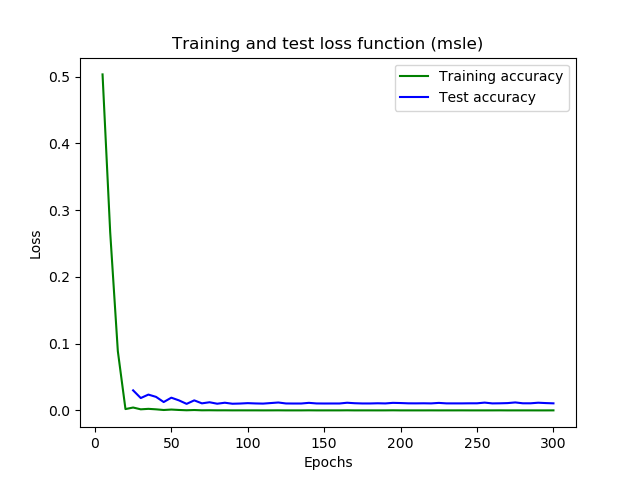 Training and test loss function (msle)
Training accuracy
Test accuracy
0.5
0.4
0.3
0.2
0.1
0.0
Loss
0 50 100 150 200 250 300
Epochs